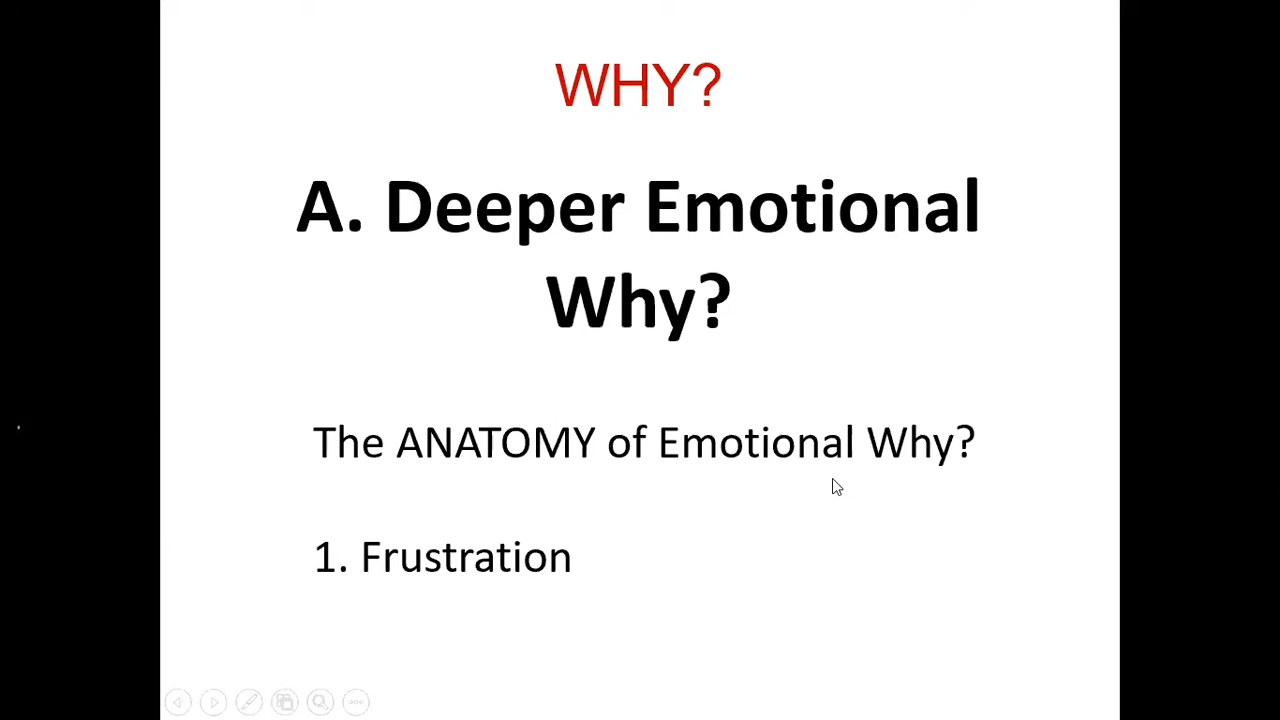 WHY?
A. Deeper Emotional
Why?
The ANATOMY of Emotional Why?
1. Frustration